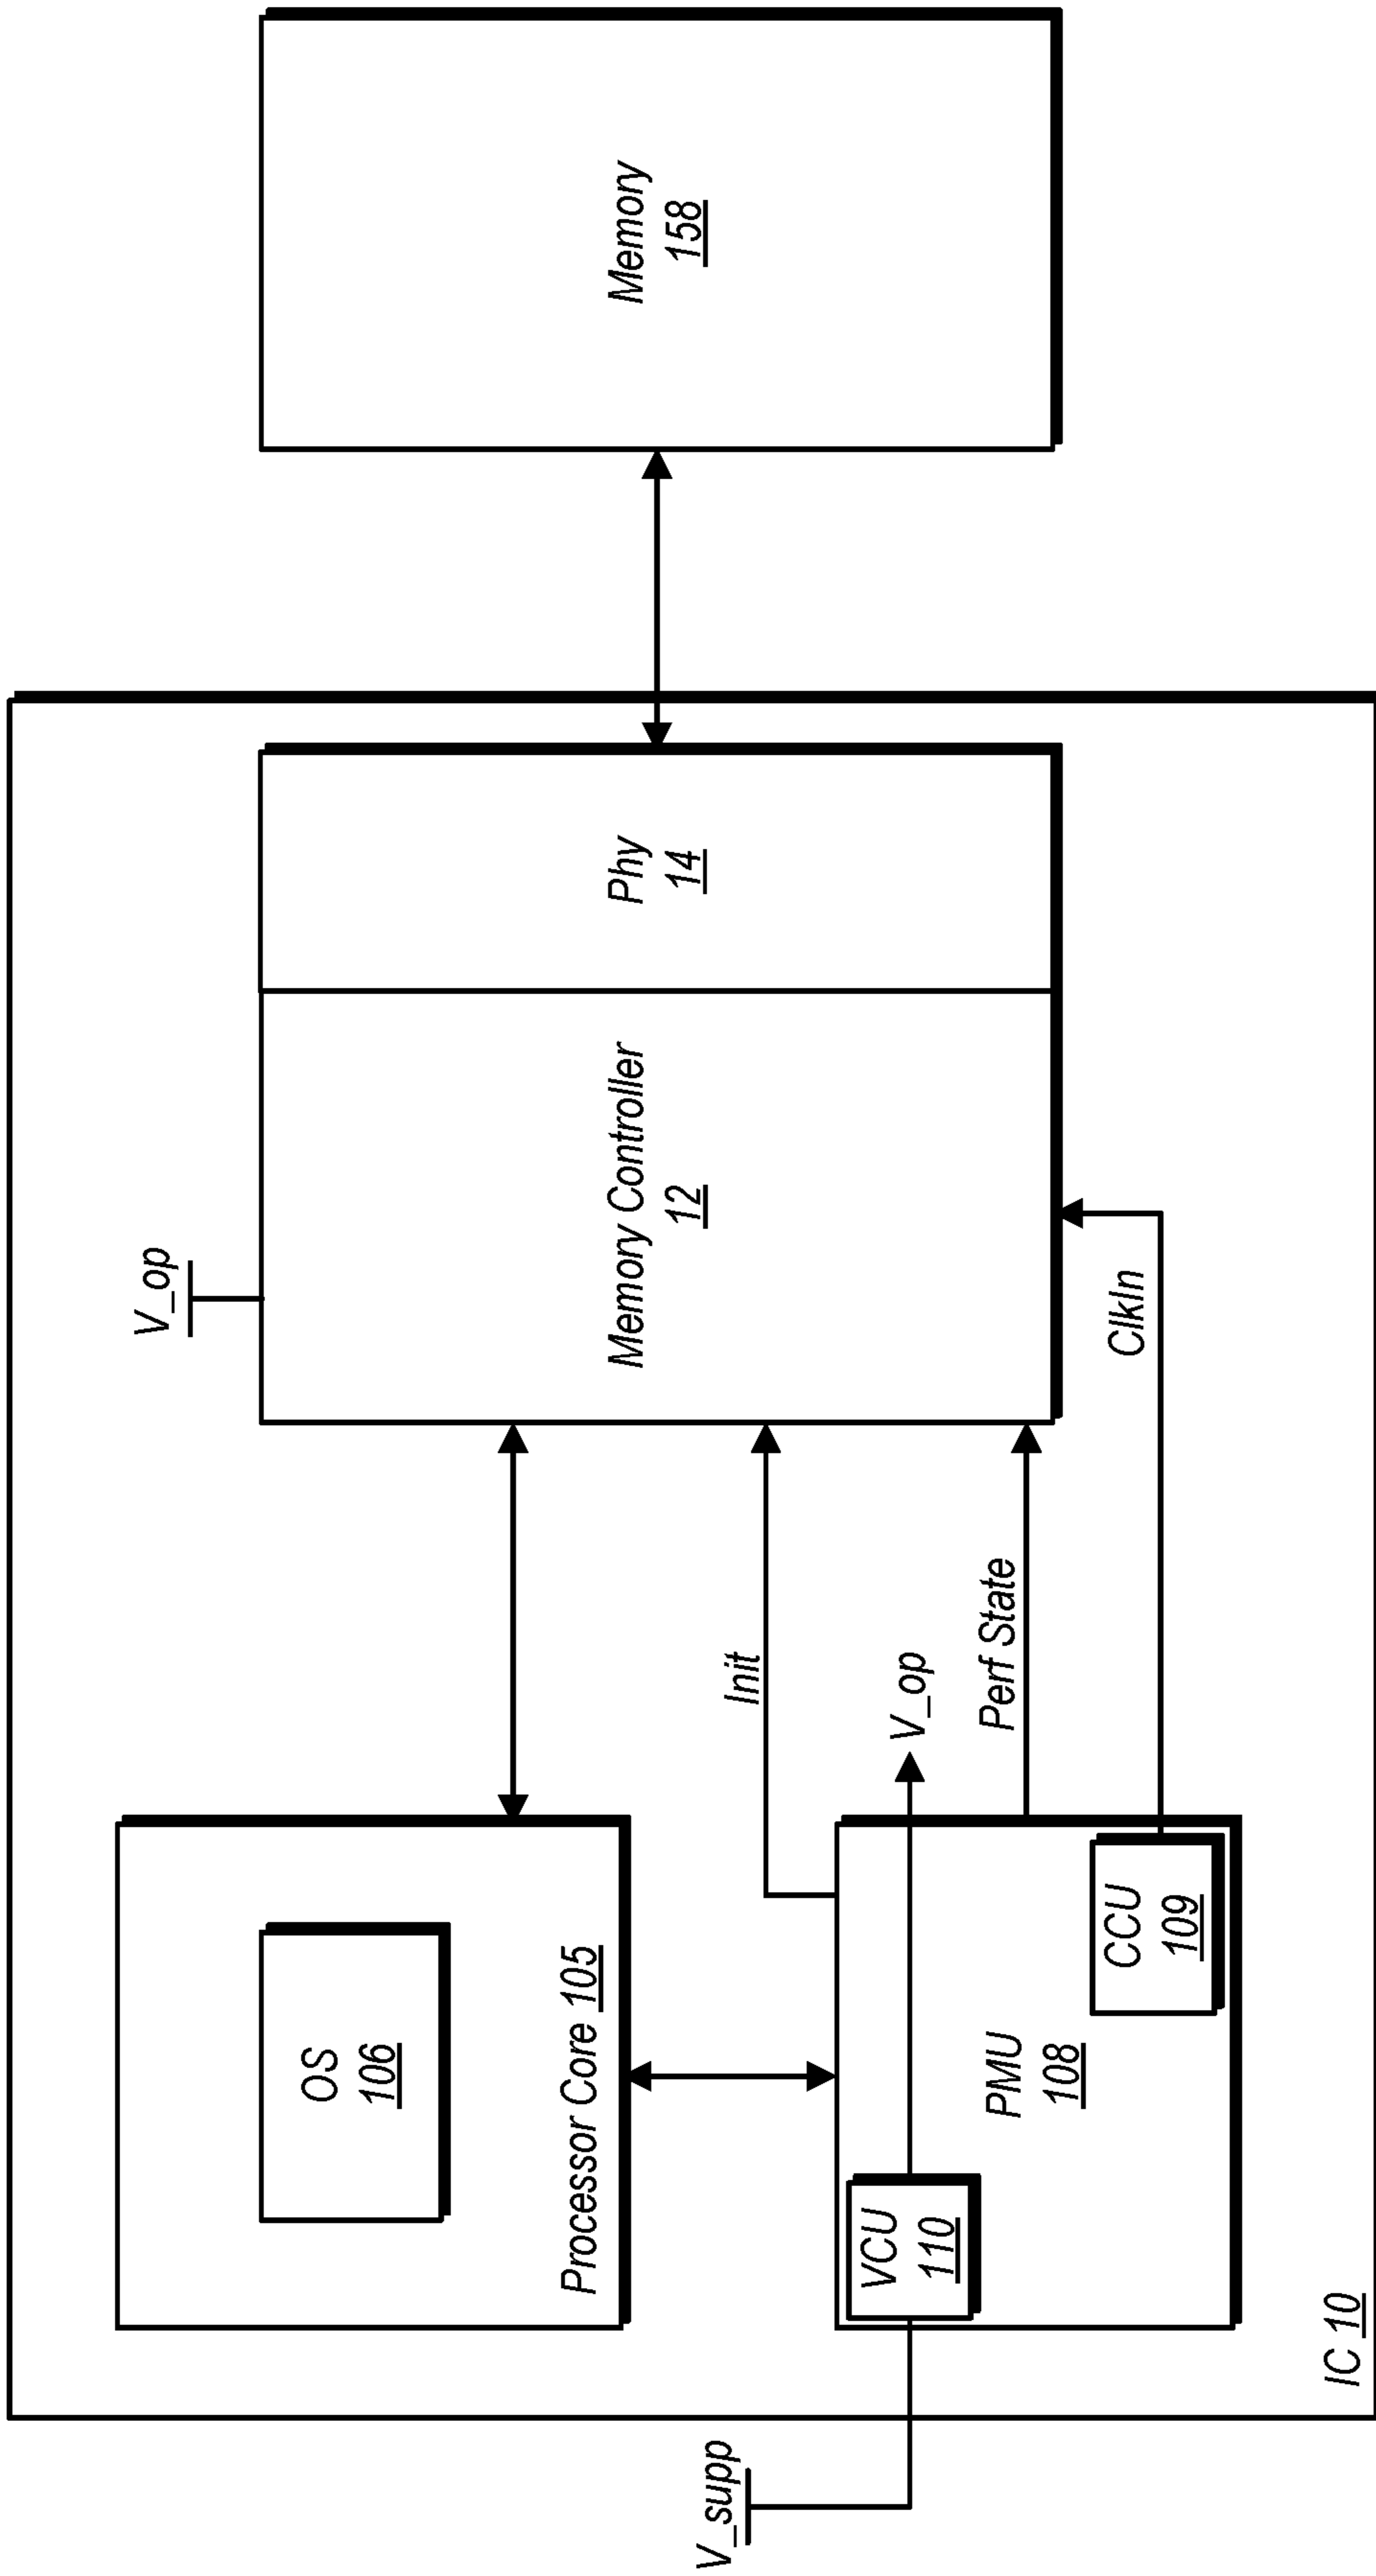 V_supp
IC 10
Processor Core 105
OS
106
VCU
110
PMU
108
CCU
109
V_op
Init
Perf State
ClkIn
V_op
Memory Controller
12
Phy
14
Memory
158